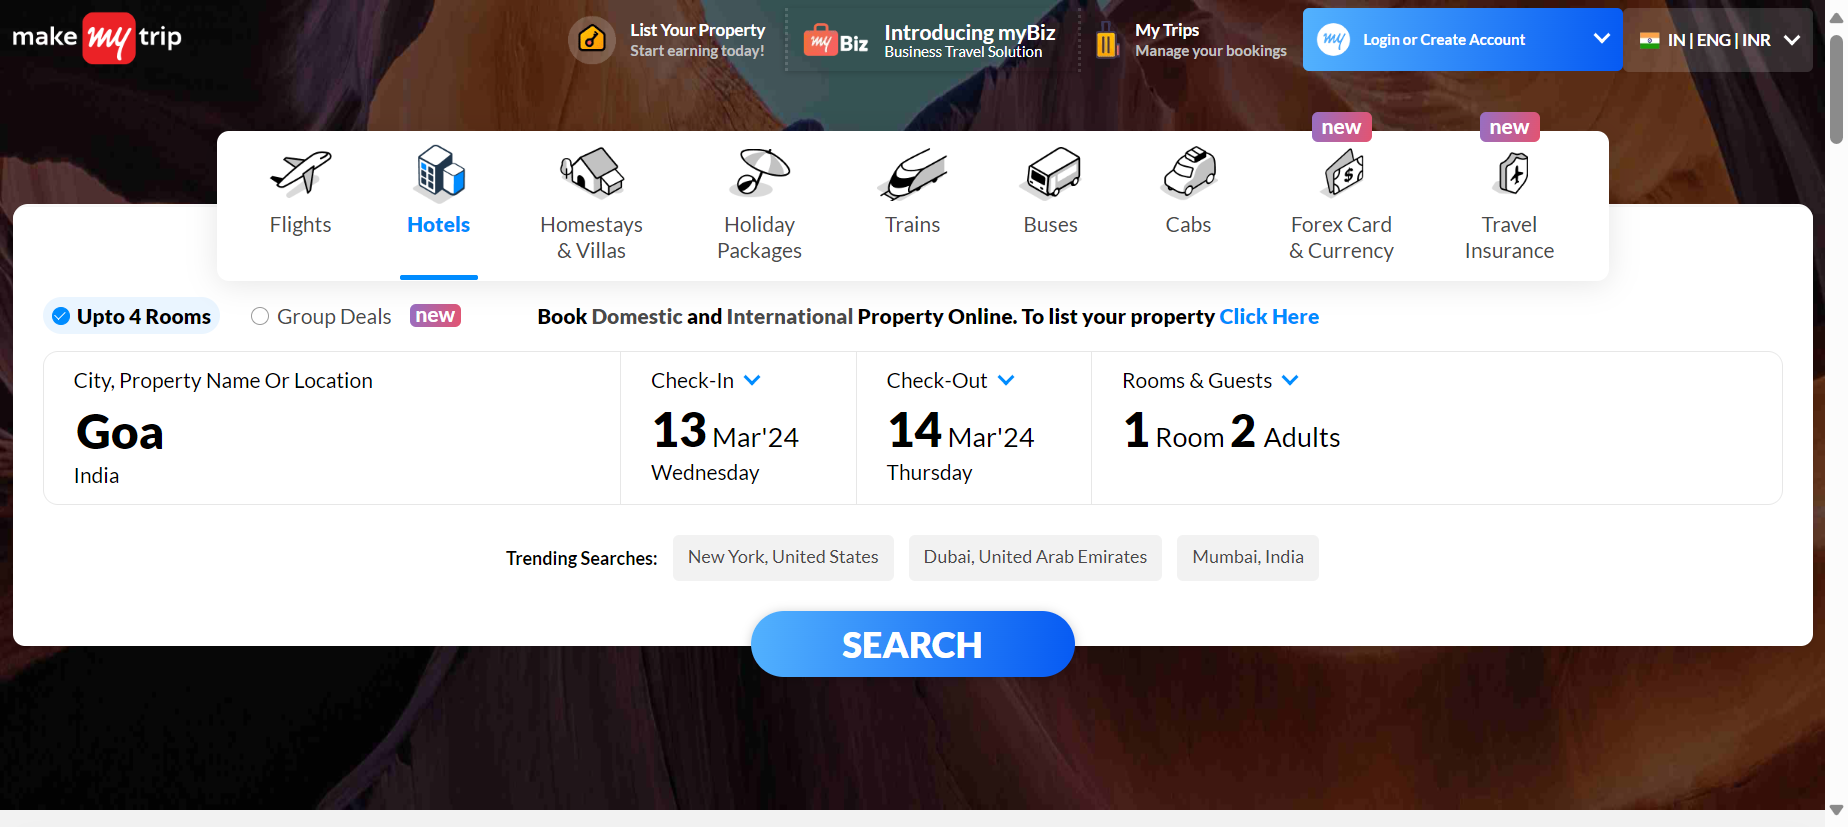 make my trip
List Your Property
Start earning today!
my Biz
Introducing myBiz
Business Travel Solution
My Trips
Manage your bookings
my
Login or Create Account
IN | ENG | INR
new
new
Flights
Hotels
Homestays
& Villas
Holiday
Packages
Trains
Buses
Cabs
Forex Card
& Currency
Travel
Insurance
Upto 4 Rooms
Group Deals
new
Book Domestic and International Property Online. To list your property Click Here
City, Property Name Or Location
Goa
India
Check-In
13 Mar'24
Wednesday
Check-Out
14 Mar'24
Thursday
Rooms & Guests
1 Room 2 Adults
Trending Searches:
New York, United States
Dubai, United Arab Emirates
Mumbai, India
SEARCH